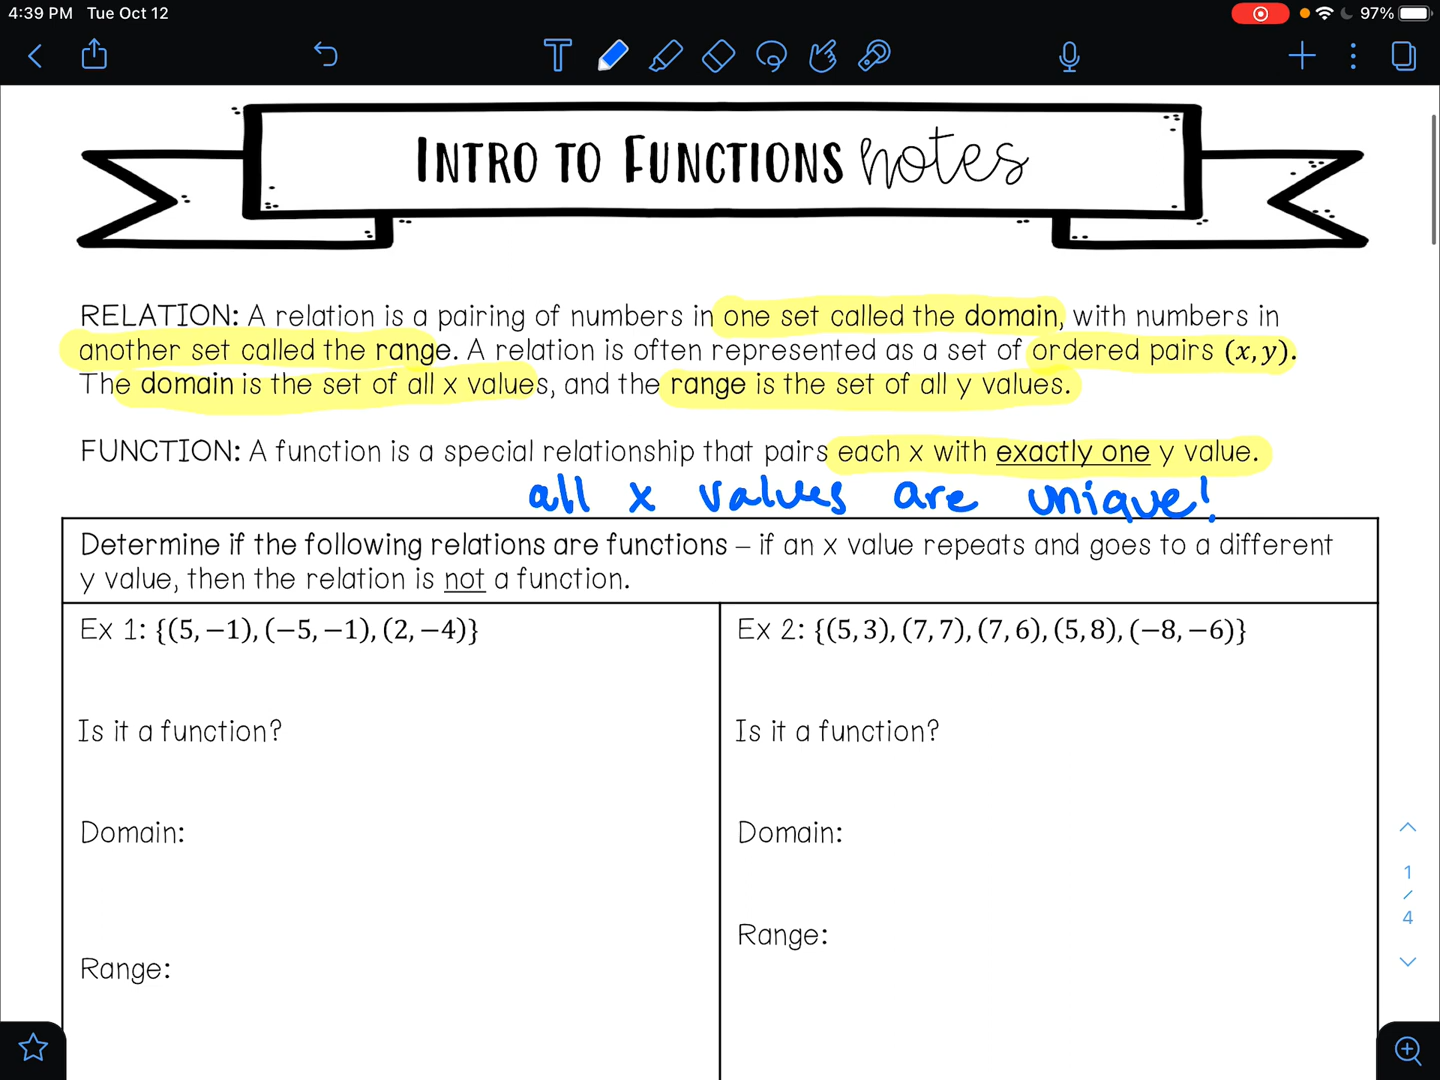 4:39 PM Tue Oct 12
97%
INTRO TO FUNCTIONS notes
RELATION: A relation is a pairing of numbers in one set called the domain, with numbers in
another set called the range. A relation is often represented as a set of ordered pairs (x, y).
The domain is the set of all x values, and the range is the set of all y values.
FUNCTION: A function is a special relationship that pairs each x with exactly one y value.
all x values are unique!
Determine if the following relations are functions – if an x value repeats and goes to a different
y value, then the relation is not a function.
Ex 1: {(5, −1), (−5, −1), (2, −4)}
Is it a function?
Domain:
Range:
Ex 2: {(5, 3), (7, 7), (7, 6), (5, 8), (−8, −6)}
Is it a function?
Domain:
Range:
1
/
4